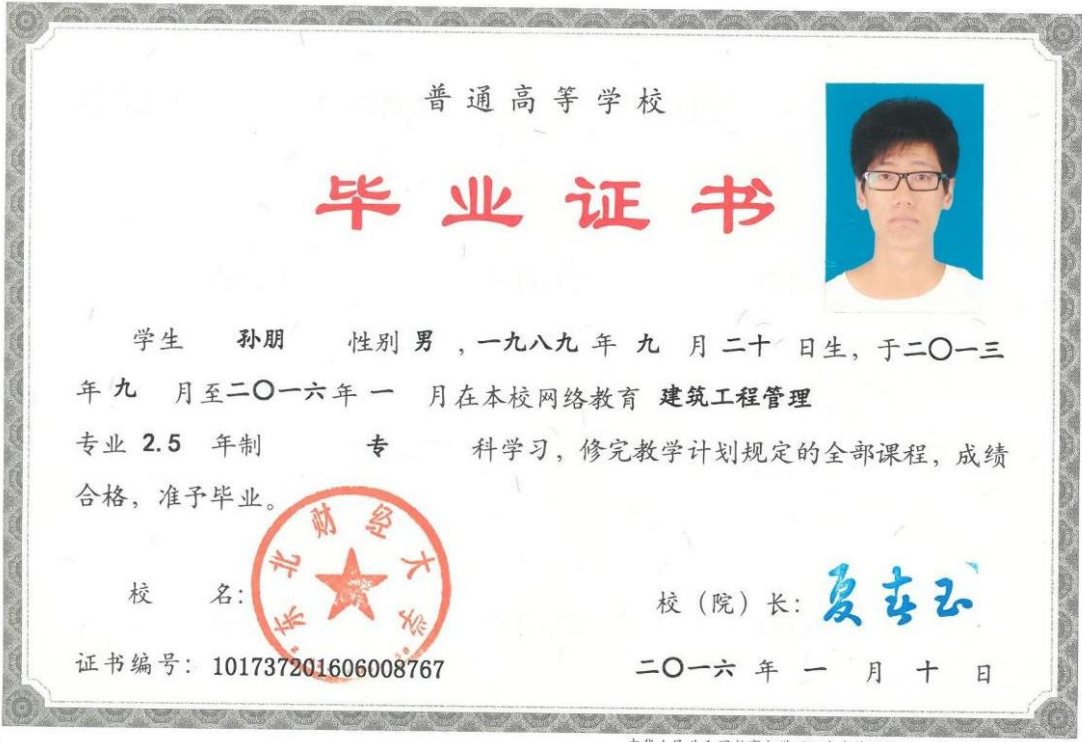 普通高等学校
毕业证书
学生 孙朋 性别 男 ，一九八九 年 九 月 二十 日生，于二〇一三
年 九 月至二〇一六年 一 月在本校网络教育 建筑工程管理
专业 2.5 年制 专 科学习，修完教学计划规定的全部课程，成绩
合格，准予毕业。
东北财经大学
校 名：
校（院）长：夏春玉
证书编号：101737201606008767
二〇一六 年 一 月 十 日